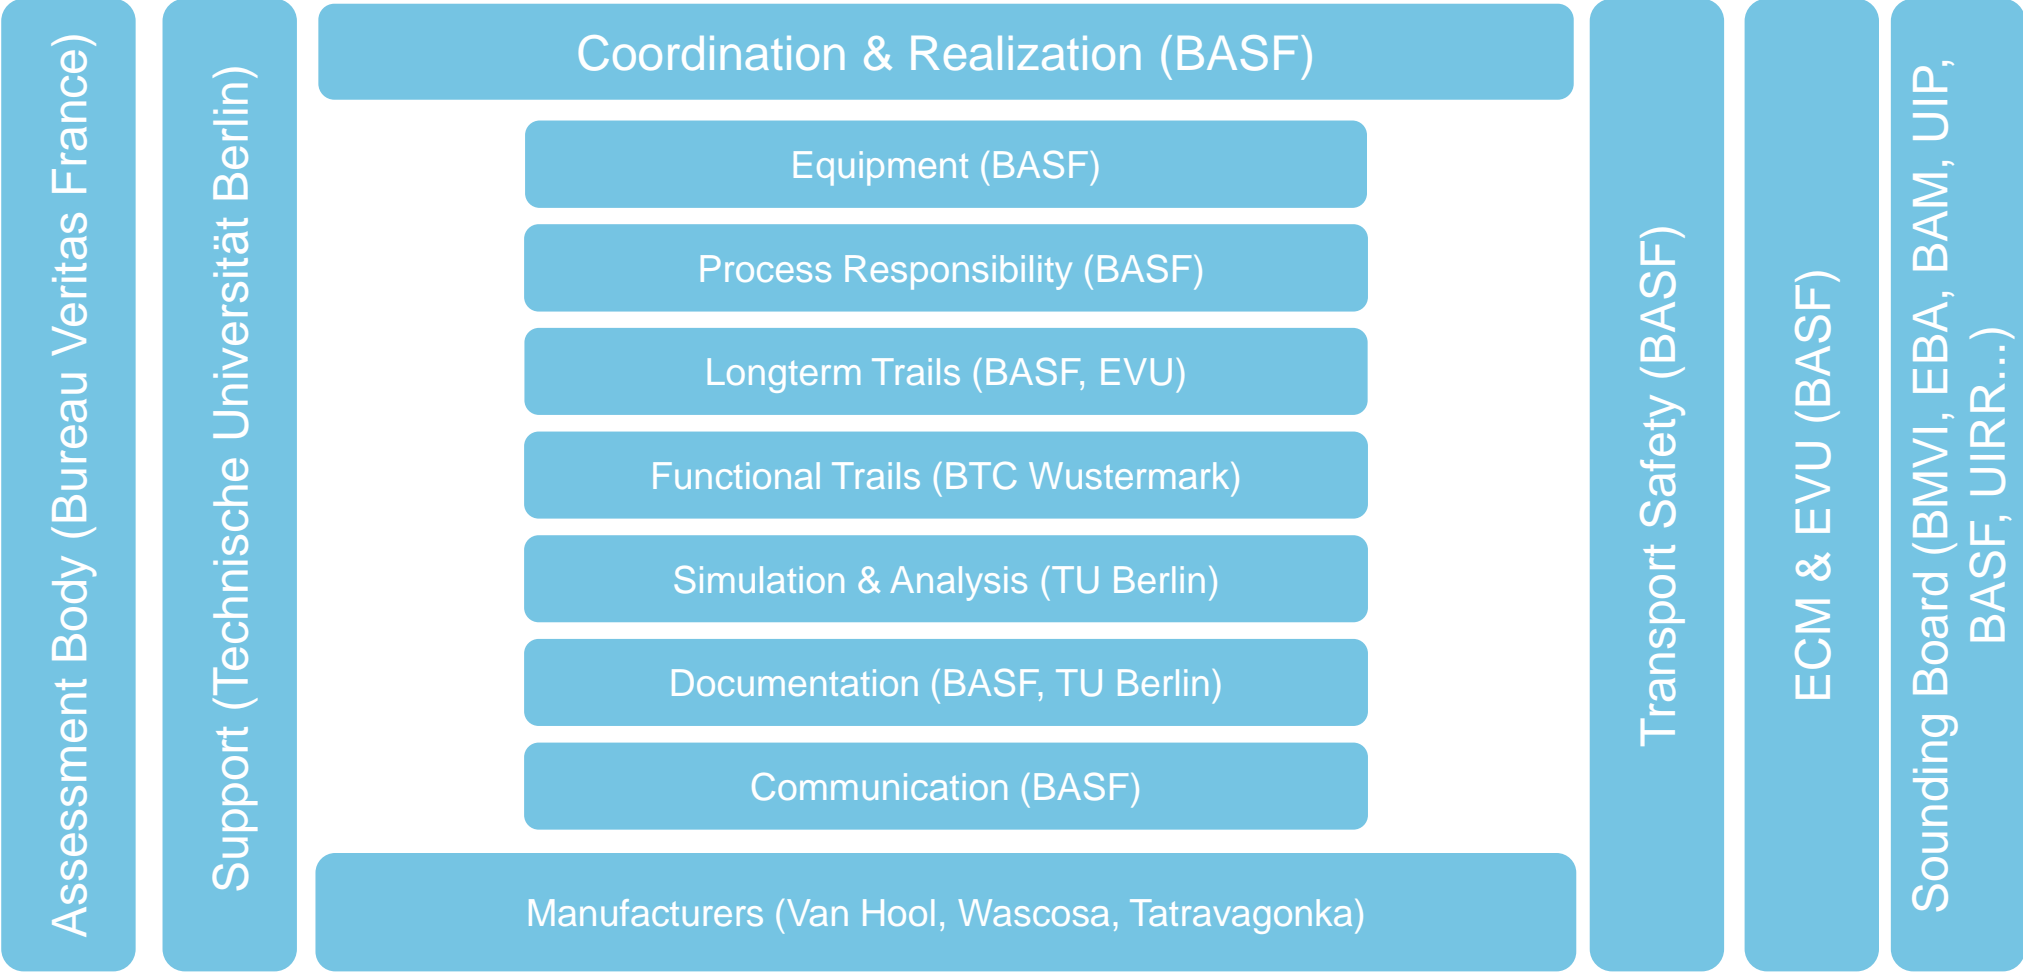 Assessment Body (Bureau Veritas France)
Support (Technische Universität Berlin)
Coordination & Realization (BASF)
Equipment (BASF)
Process Responsibility (BASF)
Longterm Trails (BASF, EVU)
Functional Trails (BTC Wustermark)
Simulation & Analysis (TU Berlin)
Documentation (BASF, TU Berlin)
Communication (BASF)
Manufacturers (Van Hool, Wascosa, Tatravagonka)
Transport Safety (BASF)
ECM & EVU (BASF)
Sounding Board (BMVI, EBA, BAM, UIP,
BASF, UIRR...)